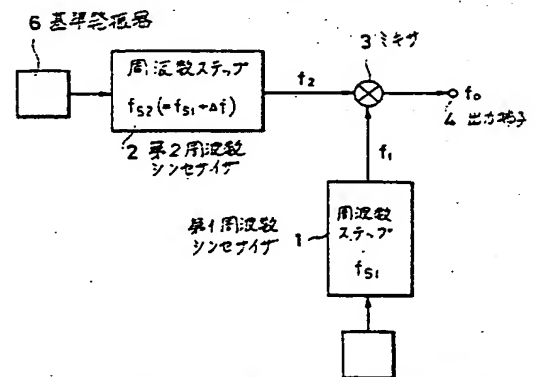 6 基準発振器
周波数ステップ
fS2(=fS1+Δf)
2 第2周波数
シンセサイザ
f2
3 ミキサ
fo
4 出力端子
f1
第1周波数
シンセサイザ
1
周波数
ステップ
fS1